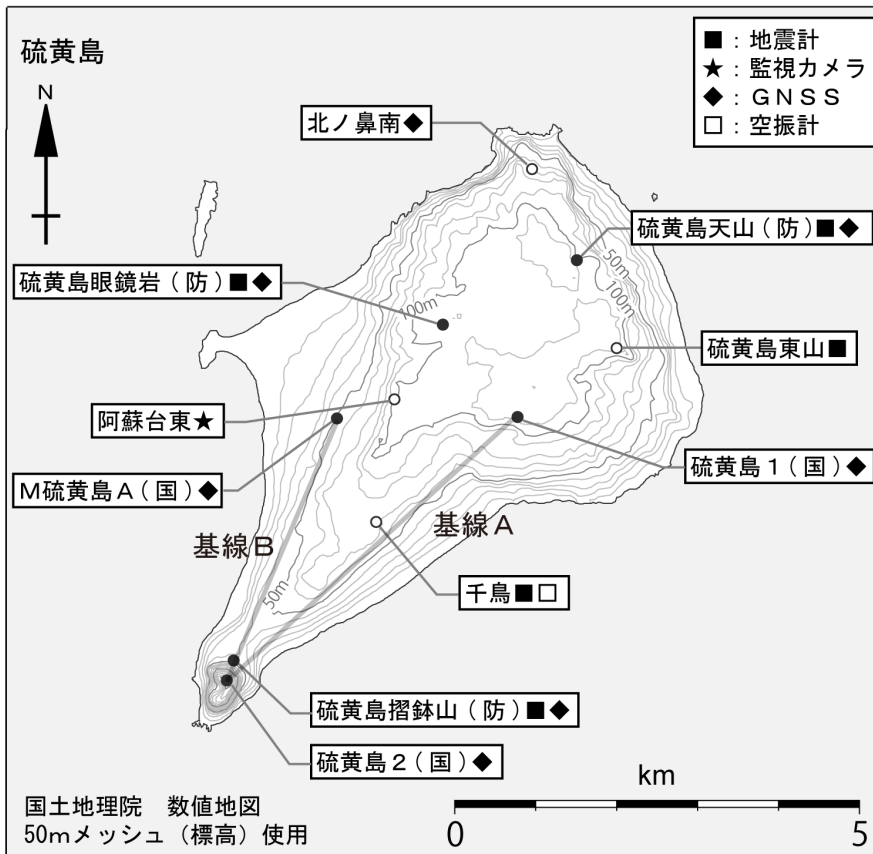 硫黄島
N
■：地震計
★：監視カメラ
◆：ＧＮＳＳ
□：空振計
北ノ鼻南◆
硫黄島天山（防）■◆
硫黄島眼鏡岩（防）■◆
50m
100m
100m
硫黄島東山■
阿蘇台東★
硫黄島１（国）◆
Ｍ硫黄島Ａ（国）◆
基線Ａ
基線Ｂ
千鳥■□
50m
硫黄島摺鉢山（防）■◆
硫黄島２（国）◆
km
0
5
国土地理院　数値地図
50ｍメッシュ（標高）使用